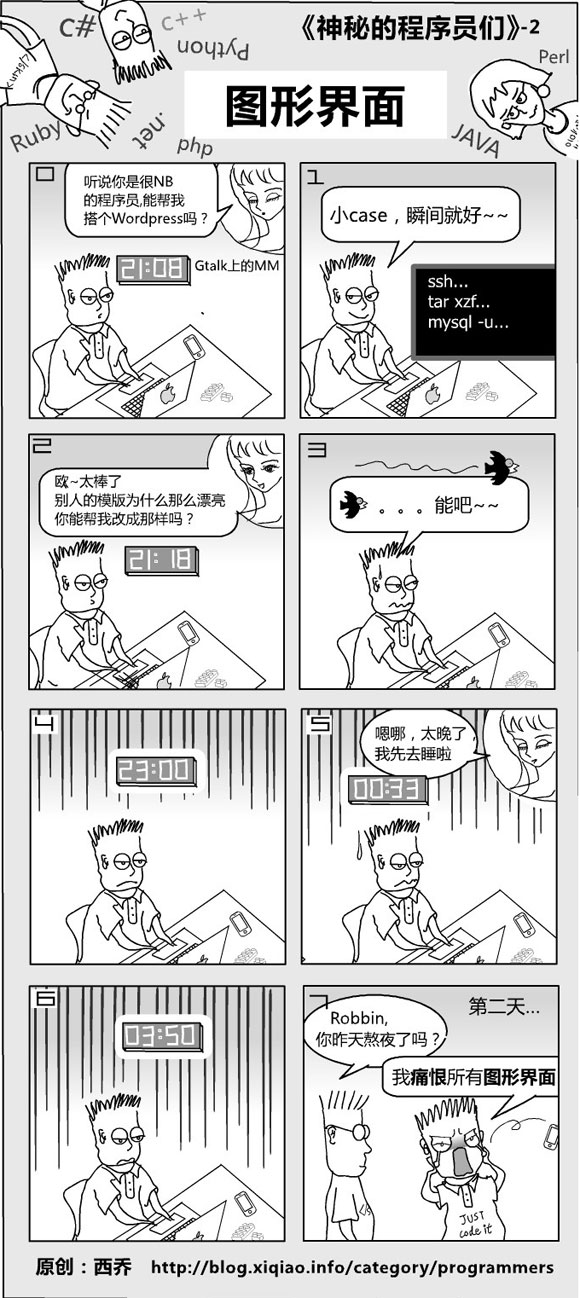 C#
C++
《神秘的程序员们》-2
Python
Perl
图形界面
Ruby
.net
php
JAVA
0
听说你是很NB
的程序员,能帮我
搭个Wordpress吗？
21:08
Gtalk上的MM
1
小case，瞬间就好~~
ssh...
tar xzf...
mysql -u...
2
欧~太棒了
别人的模版为什么那么漂亮
你能帮我改成那样吗？
21:18
3
。。。能吧~~
4
23:00
5
嗯哪，太晚了，
我先去睡啦
00:33
6
03:50
7
第二天...
Robbin,
你昨天熬夜了吗？
我痛恨所有图形界面
</>
JUST
code it
原创：西乔 http://blog.xiqiao.info/category/programmers